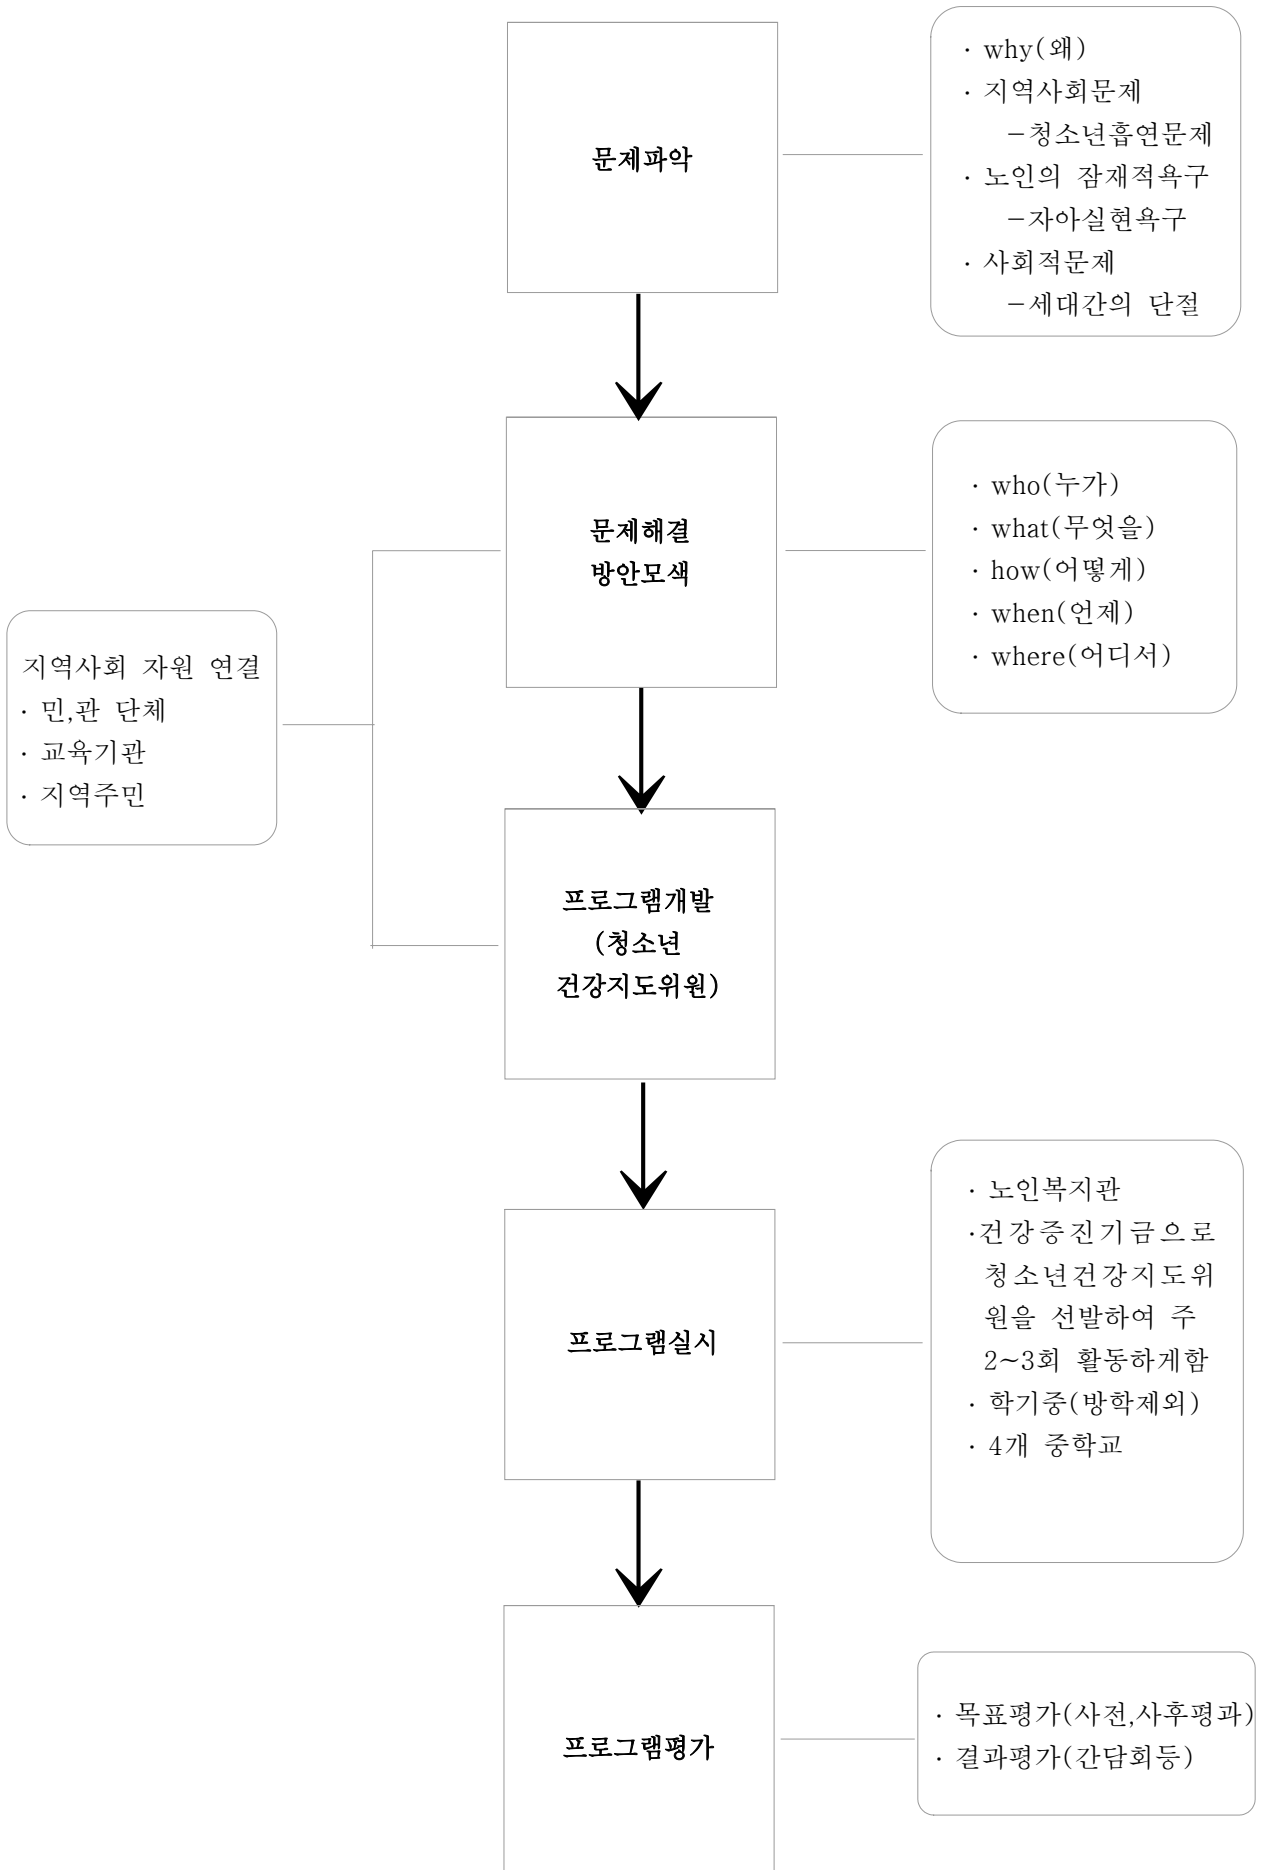 문제파악
· why(왜)
· 지역사회문제
－청소년흡연문제
· 노인의 잠재적욕구
－자아실현욕구
· 사회적문제
－세대간의 단절
문제해결
방안모색
· who(누가)
· what(무엇을)
· how(어떻게)
· when(언제)
· where(어디서)
지역사회 자원 연결
· 민,관 단체
· 교육기관
· 지역주민
프로그램개발
(청소년
건강지도위원)
프로그램실시
· 노인복지관
·건강증진기금으로
청소년건강지도위
원을 선발하여 주
2~3회 활동하게함
· 학기중(방학제외)
· 4개 중학교
프로그램평가
· 목표평가(사전,사후평과)
· 결과평가(간담회등)